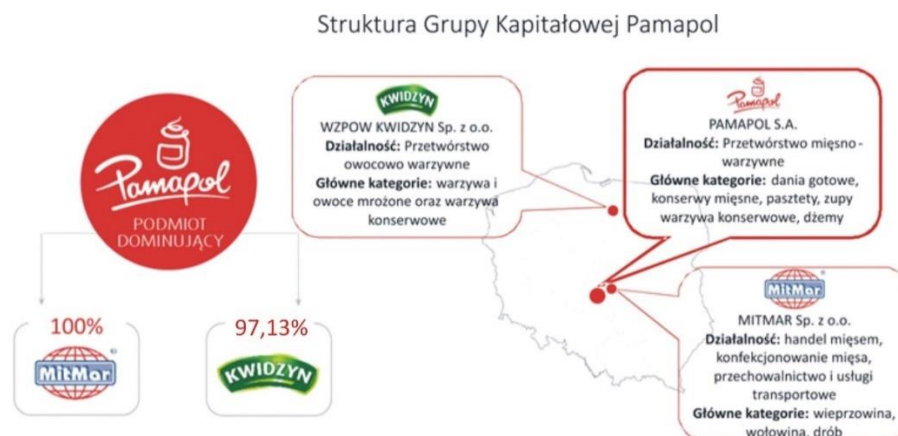 Struktura Grupy Kapitałowej Pamapol
Pamapol
PODMIOT
DOMINUJĄCY
100%
MitMar
97,13%
KWIDZYN
KWIDZYN
WZPOW KWIDZYN Sp. z o.o.
Działalność: Przetwórstwo
owocowo warzywne
Główne kategorie: warzywa i
owoce mrożone oraz warzywa
konserwowe
Pamapol
PAMAPOL S.A.
Działalność: Przetwórstwo mięsno-
warzywne
Główne kategorie: dania gotowe,
konserwy mięsne, pasztety, zupy
warzywa konserwowe, dżemy
MitMar
MITMAR Sp. z o.o.
Działalność: handel mięsem,
konfekcjonowanie mięsa,
przechowalnictwo i usługi
transportowe
Główne kategorie: wieprzowina,
wołowina, drób